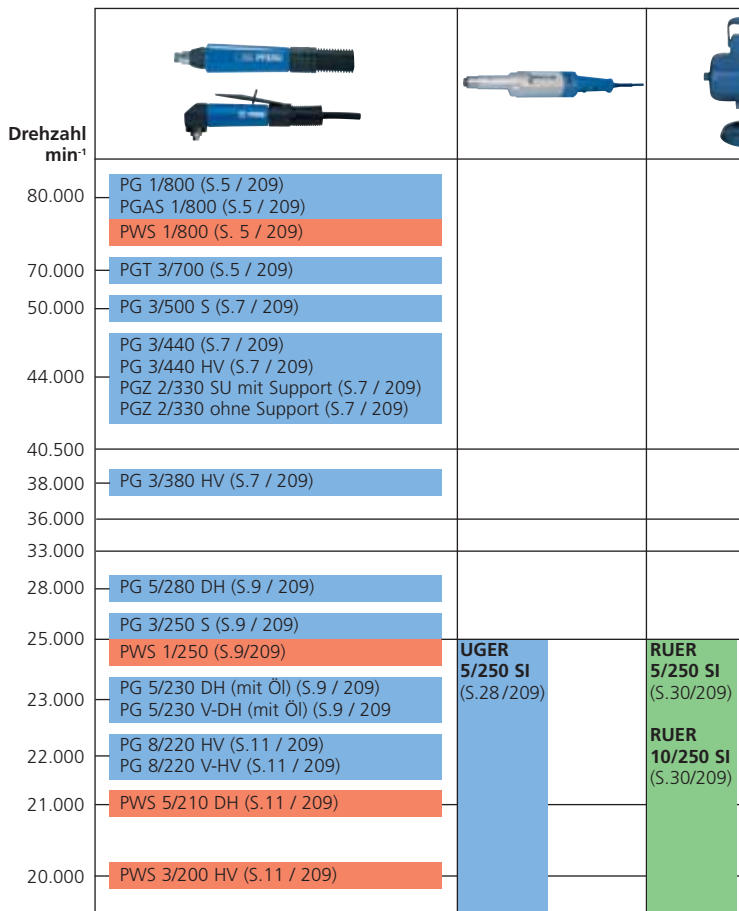 Drehzahl
min-1
80.000
PG 1/800 (S.5 / 209)
PGAS 1/800 (S.5 / 209)
PWS 1/800 (S. 5 / 209)
70.000
PGT 3/700 (S.5 / 209)
50.000
PG 3/500 S (S.7 / 209)
44.000
PG 3/440 (S.7 / 209)
PG 3/440 HV (S.7 / 209)
PGZ 2/330 SU mit Support (S.7 / 209)
PGZ 2/330 ohne Support (S.7 / 209)
40.500
38.000
PG 3/380 HV (S.7 / 209)
36.000
33.000
28.000
PG 5/280 DH (S.9 / 209)
PG 3/250 S (S.9 / 209)
25.000
PWS 1/250 (S.9/209)
23.000
PG 5/230 DH (mit Öl) (S.9 / 209)
PG 5/230 V-DH (mit Öl) (S.9 / 209
22.000
PG 8/220 HV (S.11 / 209)
PG 8/220 V-HV (S.11 / 209)
21.000
PWS 5/210 DH (S.11 / 209)
20.000
PWS 3/200 HV (S.11 / 209)
UGER
5/250 SI
(S.28/209)
RUER
5/250 SI
(S.30/209)
RUER
10/250 SI
(S.30/209)